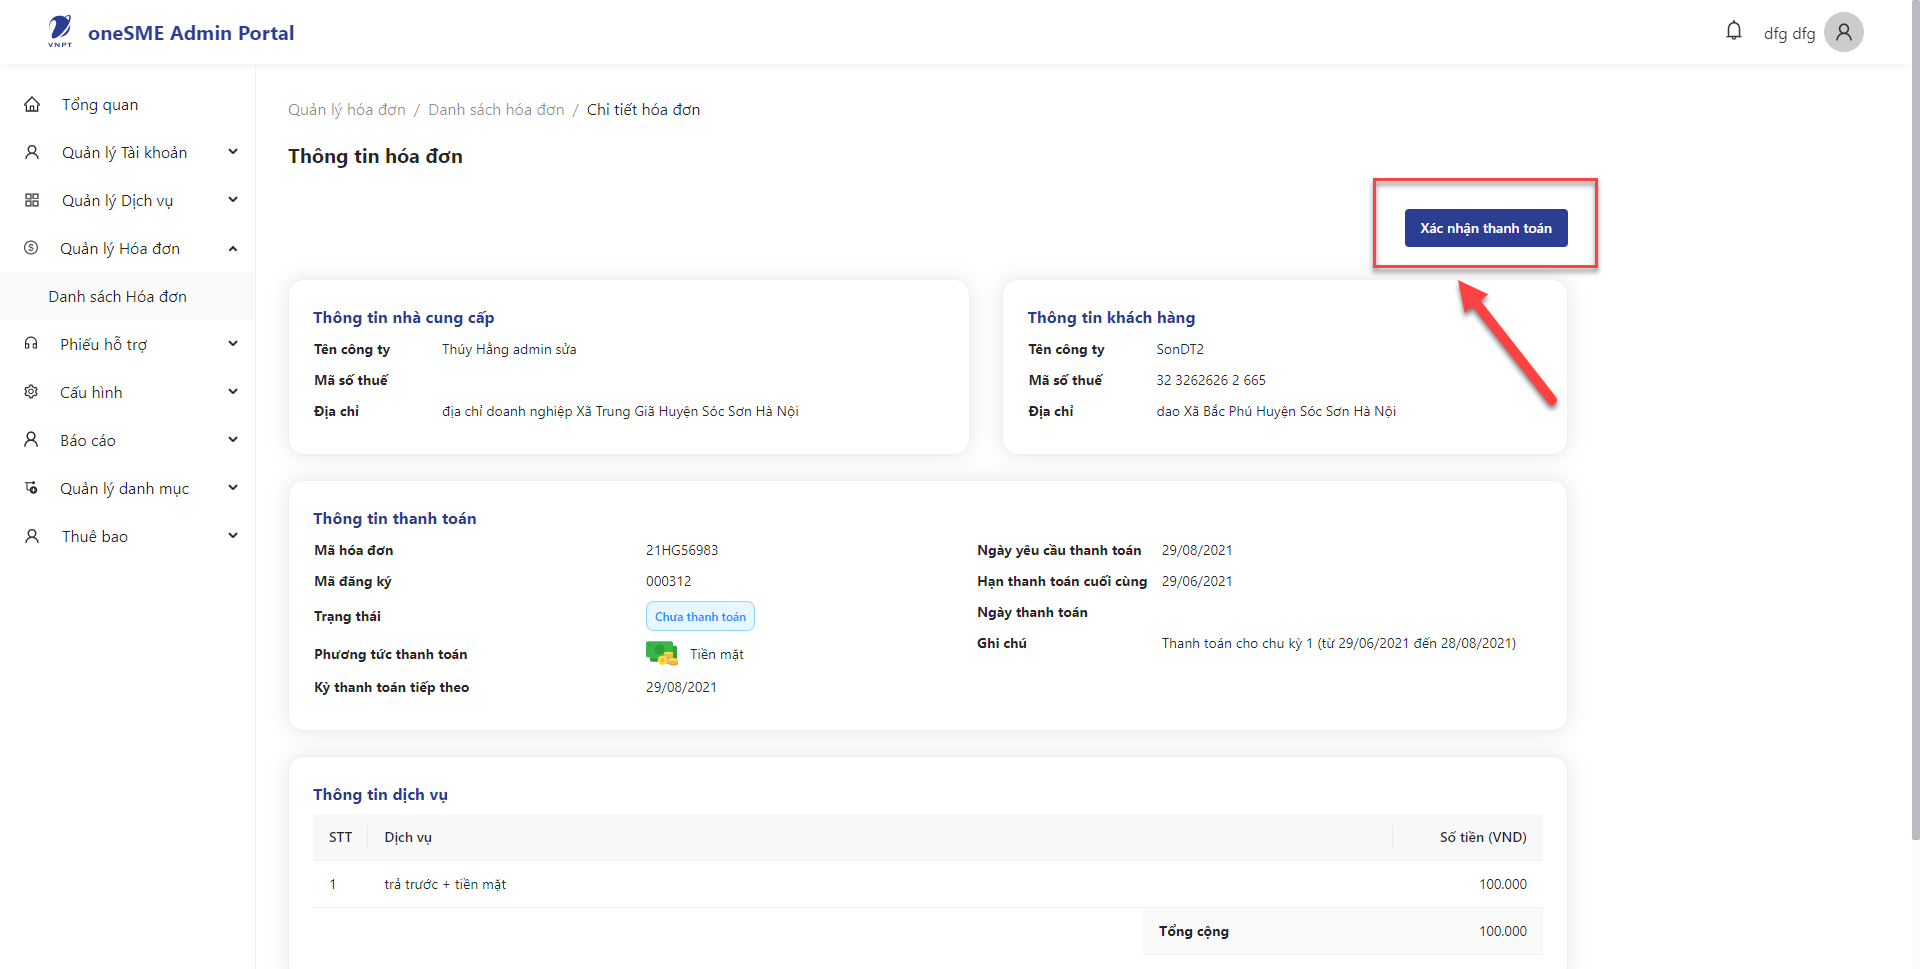 VNPT
oneSME Admin Portal
dfg dfg
Tổng quan
Quản lý Tài khoản
Quản lý Dịch vụ
Quản lý Hóa đơn
Danh sách Hóa đơn
Phiếu hỗ trợ
Cấu hình
Báo cáo
Quản lý danh mục
Thuê bao
Quản lý hóa đơn / Danh sách hóa đơn / Chi tiết hóa đơn
Thông tin hóa đơn
Xác nhận thanh toán
Thông tin nhà cung cấp
Tên công ty Thúy Hằng admin sửa
Mã số thuế
Địa chỉ địa chỉ doanh nghiệp Xã Trung Giã Huyện Sóc Sơn Hà Nội
Thông tin khách hàng
Tên công ty SonDT2
Mã số thuế 32 3262626 2 665
Địa chỉ dao Xã Bắc Phú Huyện Sóc Sơn Hà Nội
Thông tin thanh toán
Mã hóa đơn 21HG56983
Mã đăng ký 000312
Trạng thái Chưa thanh toán
Phương tức thanh toán Tiền mặt
Kỳ thanh toán tiếp theo 29/08/2021
Ngày yêu cầu thanh toán 29/08/2021
Hạn thanh toán cuối cùng 29/06/2021
Ngày thanh toán
Ghi chú Thanh toán cho chu kỳ 1 (từ 29/06/2021 đến 28/08/2021)
Thông tin dịch vụ
STT Dịch vụ Số tiền (VND)
1 trả trước + tiền mặt 100.000
Tổng cộng 100.000